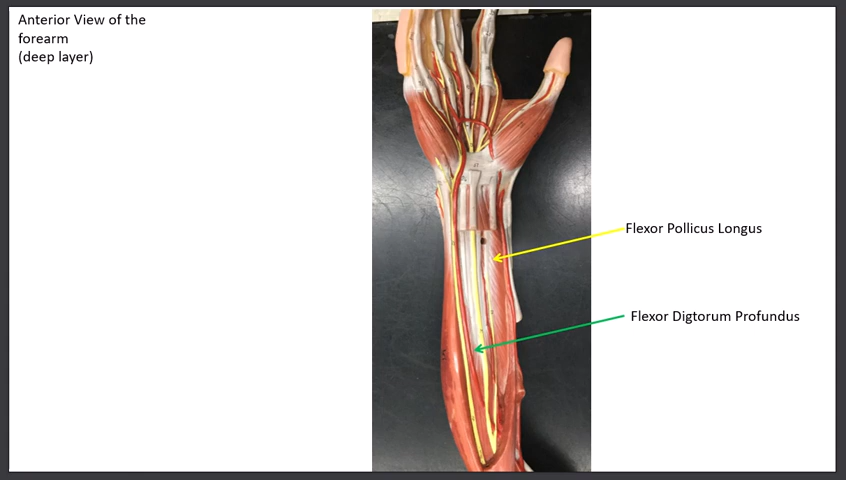 Anterior View of the
forearm
(deep layer)
Flexor Pollicus Longus
Flexor Digtorum Profundus